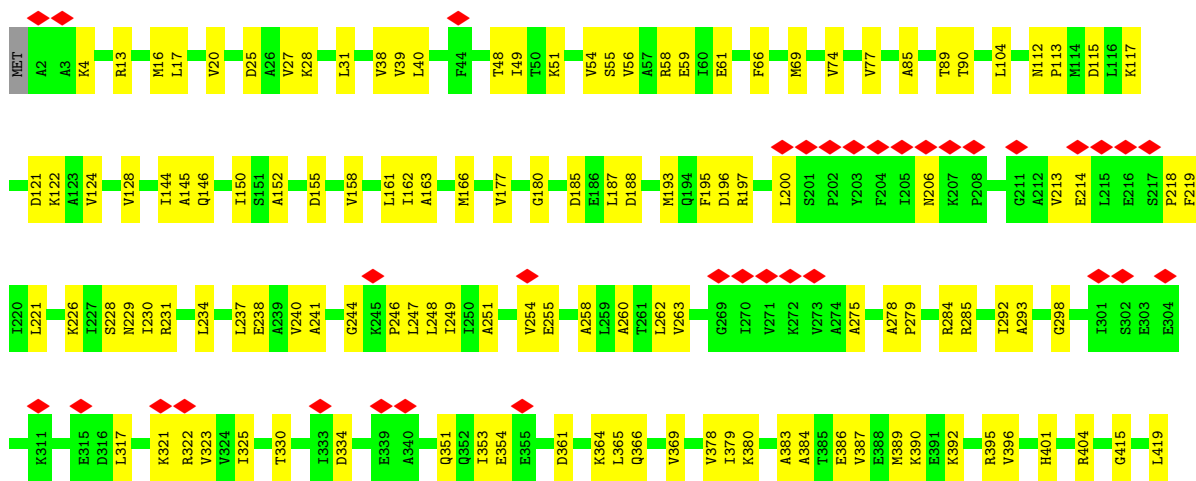 MET A2 A3 K4 R13 M16 L17 V20 D25 A26 V27 K28 L31 V38 V39 L40 F44 T48 I49 T50 K51 V54 S55 V56 A57 R58 E59 I60 E61 F66 M69 V74 V77 A85 T89 T90 L104 N112 P113 M114 D115 L116 K117
D121 K122 A123 V124 V128 I144 A145 Q146 I150 S151 A152 D155 V158 L161 I162 A163 M166 V177 G180 D185 E186 L187 D188 M193 Q194 F195 D196 R197 L200 S201 P202 Y203 F204 I205 N206 K207 P208 G211 A212 V213 E214 L215 E216 S217 P218 F219
I220 L221 K226 I227 S228 N229 I230 R231 L234 L237 E238 A239 V240 A241 G244 K245 P246 L247 L248 I249 I250 A251 V254 E255 A258 L259 A260 T261 L262 V263 G269 I270 V271 K272 V273 A274 A275 A278 P279 R284 R285 I292 A293 G298 I301 S302 E303 E304
K311 E315 D316 L317 K321 R322 V323 V324 I325 T330 I333 D334 E339 A340 Q351 Q352 I353 E354 E355 D361 K364 L365 Q366 V369 V378 I379 K380 A383 A384 T385 E386 V387 E388 M389 K390 E391 K392 R395 V396 H401 R404 G415 L419